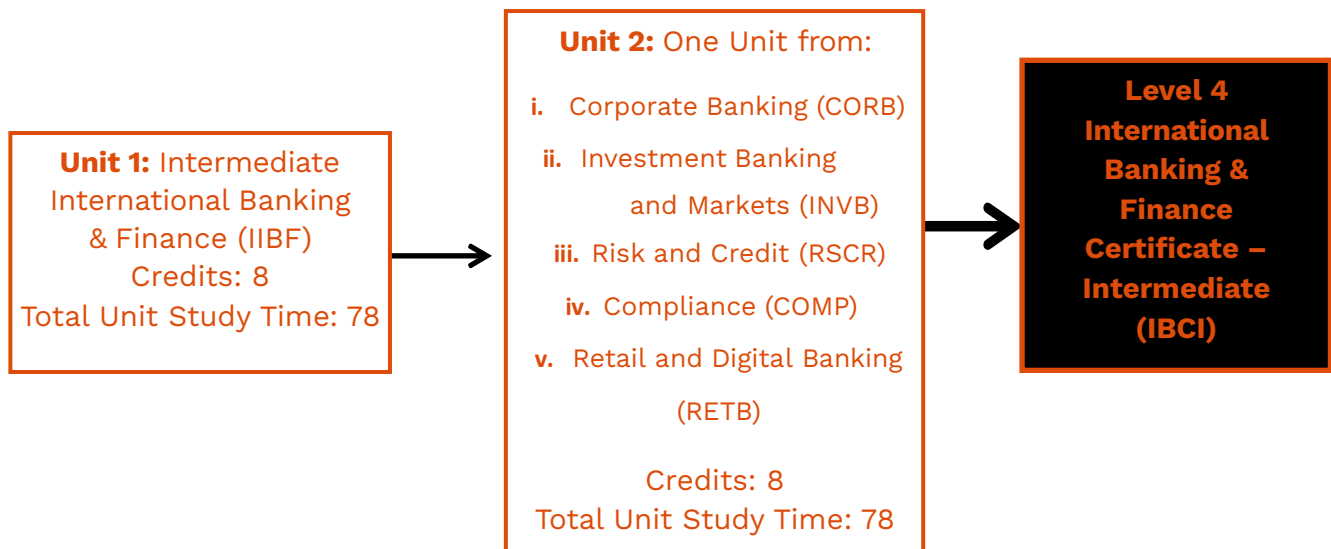 Unit 1: Intermediate
International Banking
& Finance (IIBF)
Credits: 8
Total Unit Study Time: 78
Unit 2: One Unit from:
i. Corporate Banking (CORB)
ii. Investment Banking
and Markets (INVB)
iii. Risk and Credit (RSCR)
iv. Compliance (COMP)
v. Retail and Digital Banking
(RETB)
Credits: 8
Total Unit Study Time: 78
Level 4
International
Banking &
Finance
Certificate –
Intermediate
(IBCI)